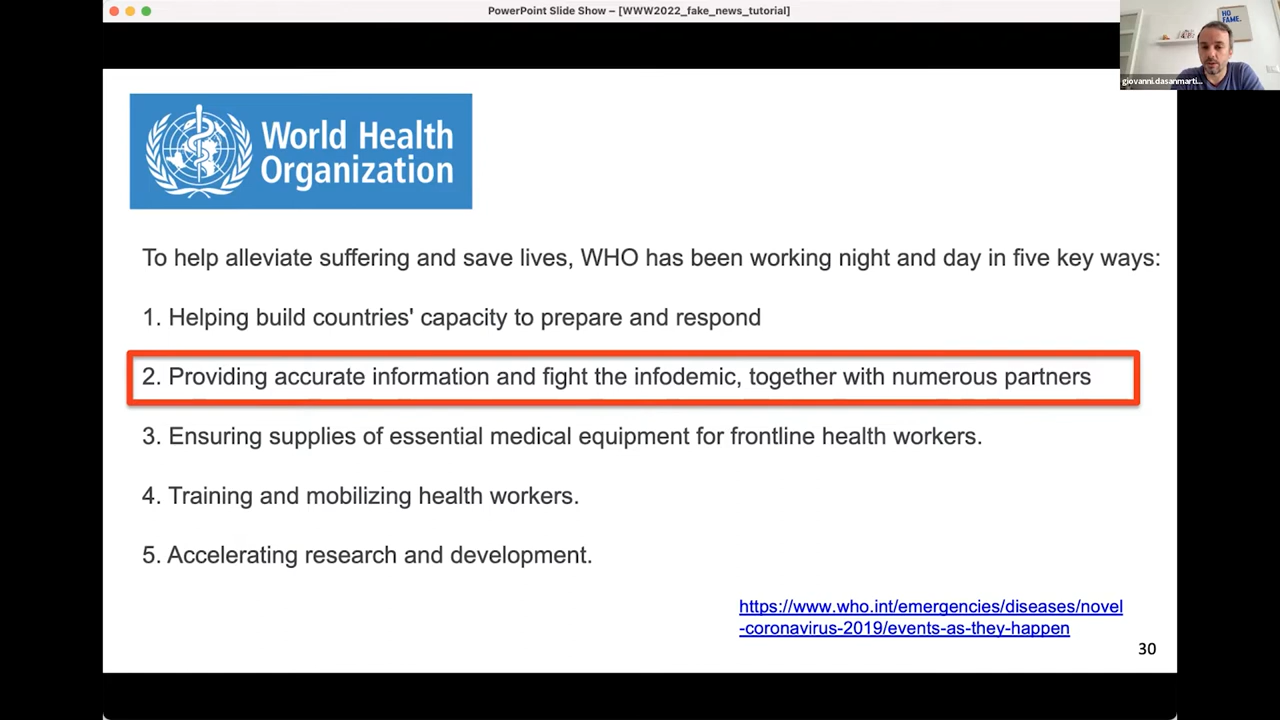 PowerPoint Slide Show – [WWW2022_fake_news_tutorial]
HO
FAME.
giovanni.dasanmarti...
World Health
Organization
To help alleviate suffering and save lives, WHO has been working night and day in five key ways:
1. Helping build countries' capacity to prepare and respond
2. Providing accurate information and fight the infodemic, together with numerous partners
3. Ensuring supplies of essential medical equipment for frontline health workers.
4. Training and mobilizing health workers.
5. Accelerating research and development.
https://www.who.int/emergencies/diseases/novel
-coronavirus-2019/events-as-they-happen
30